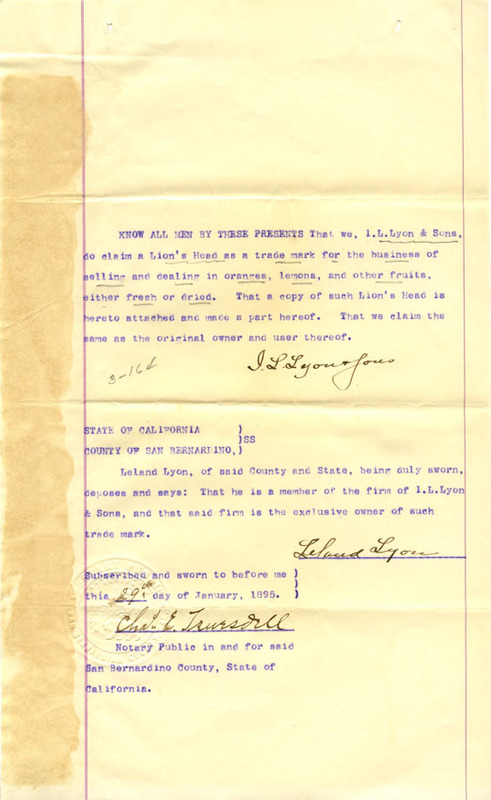 KNOW ALL MEN BY THESE PRESENTS That we, I.L.Lyon & Sons,
do claim a Lion's Head as a trade mark for the business of
selling and dealing in oranges, lemons, and other fruits,
either fresh or dried. That a copy of such Lion's Head is
hereto attached and made a part hereof. That we claim the
same as the original owner and user thereof.
I. L. Lyon & Sons
3-16d
STATE OF CALIFORNIA )
)SS
COUNTY OF SAN BERNARDINO,)
Leland Lyon, of said County and State, being duly sworn,
deposes and says: That he is a member of the firm of I.L.Lyon
& Sons, and that said firm is the exclusive owner of such
trade mark.
Leland Lyon
Subscribed and sworn to before me )
)
this 29th day of January, 1895. )
Chas. E. Truesdell
Notary Public in and for said
San Bernardino County, State of
California.